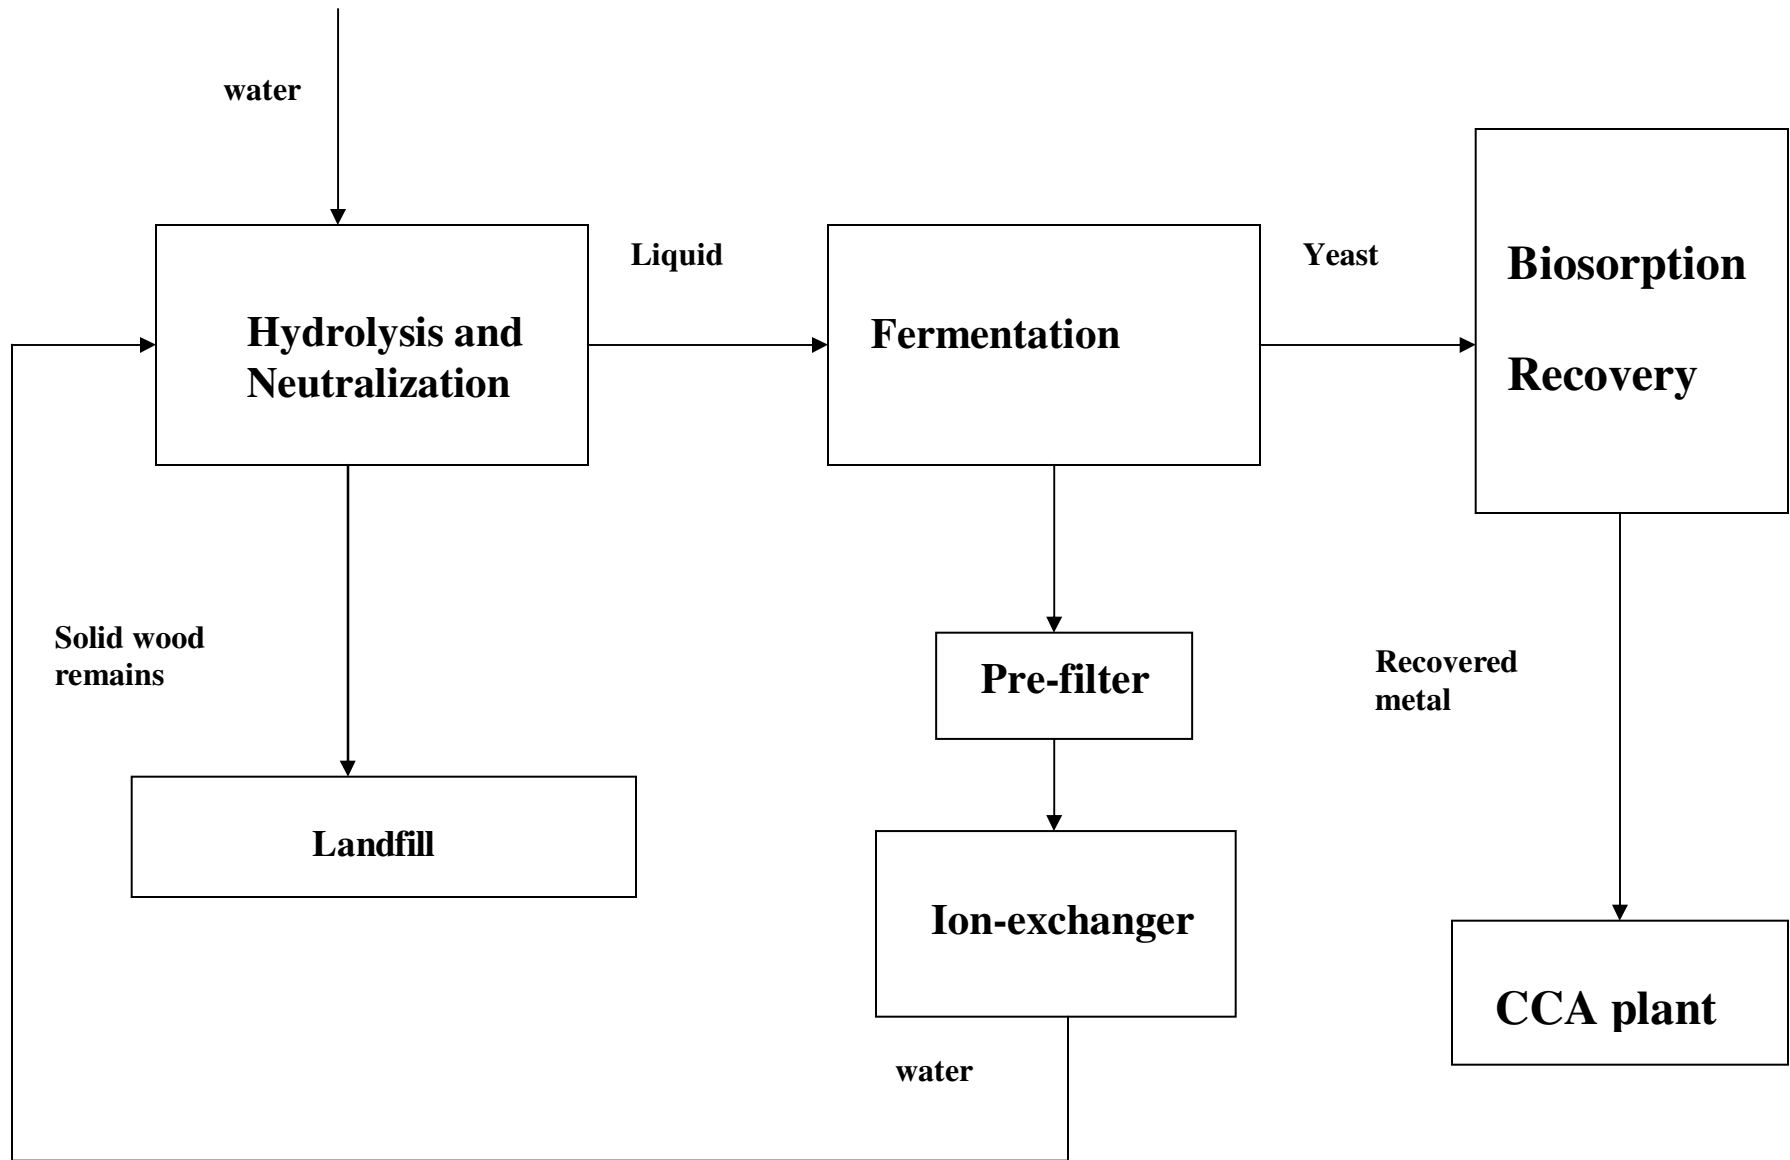 water
Liquid
Yeast
Hydrolysis and
Neutralization
Fermentation
Biosorption
Recovery
Solid wood
remains
Pre-filter
Recovered
metal
Landfill
Ion-exchanger
CCA plant
water